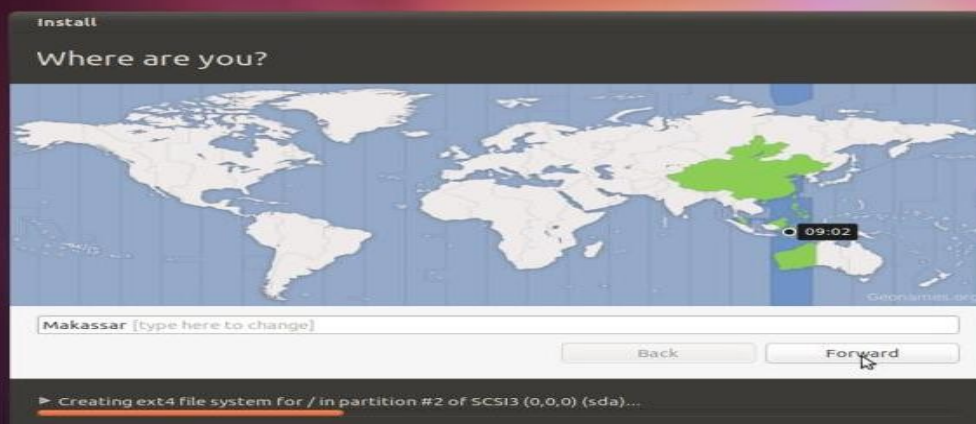 Install
Where are you?
09:02
Geonames.org
Makassar [type here to change]
Back
Forward
Creating ext4 file system for / in partition #2 of SCSI3 (0,0,0) (sda)...